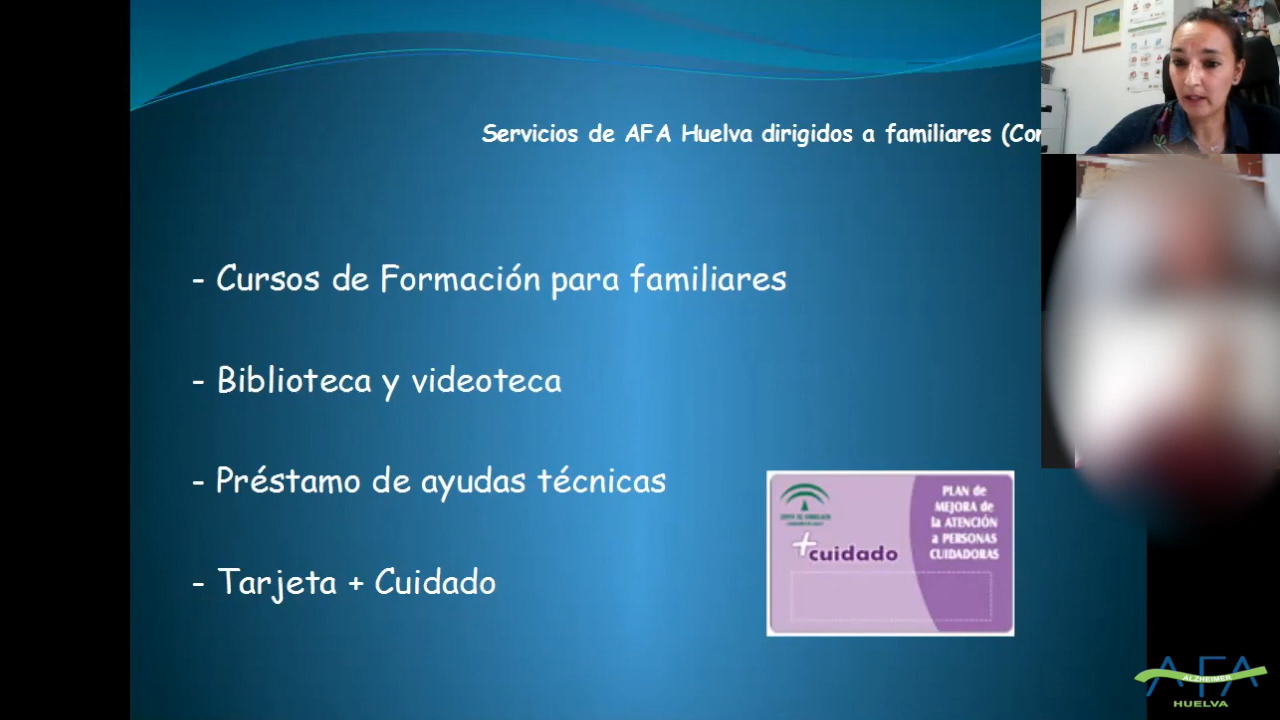 Servicios de AFA Huelva dirigidos a familiares (Con
- Cursos de Formación para familiares
- Biblioteca y videoteca
- Préstamo de ayudas técnicas
- Tarjeta + Cuidado
PLAN de
MEJORA de
la ATENCIÓN
a PERSONAS
CUIDADORAS
+cuidado
AFA
ALZHEIMER
HUELVA